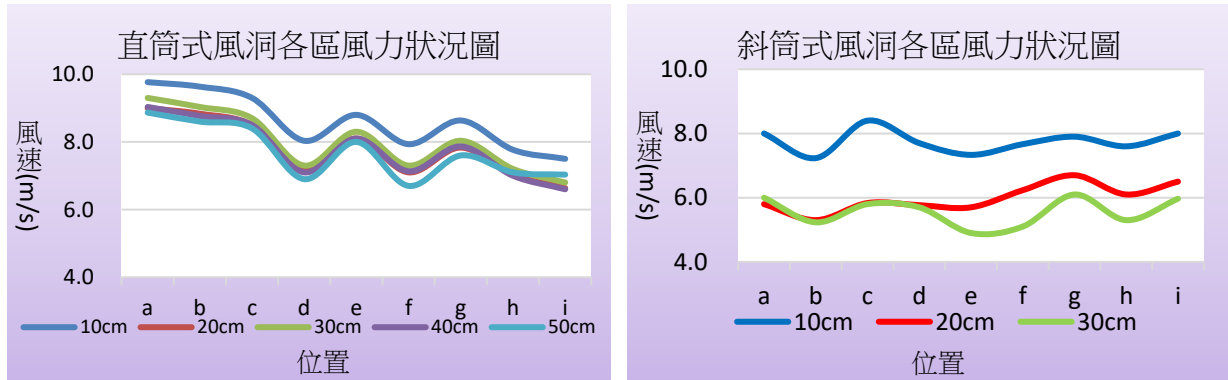 直筒式風洞各區風力狀況圖
10.0
8.0
6.0
4.0
風速(m/s)
a b c d e f g h i
10cm 20cm 30cm 40cm 50cm
位置
斜筒式風洞各區風力狀況圖
10.0
8.0
6.0
4.0
風速(m/s)
a b c d e f g h i
10cm 20cm 30cm
位置